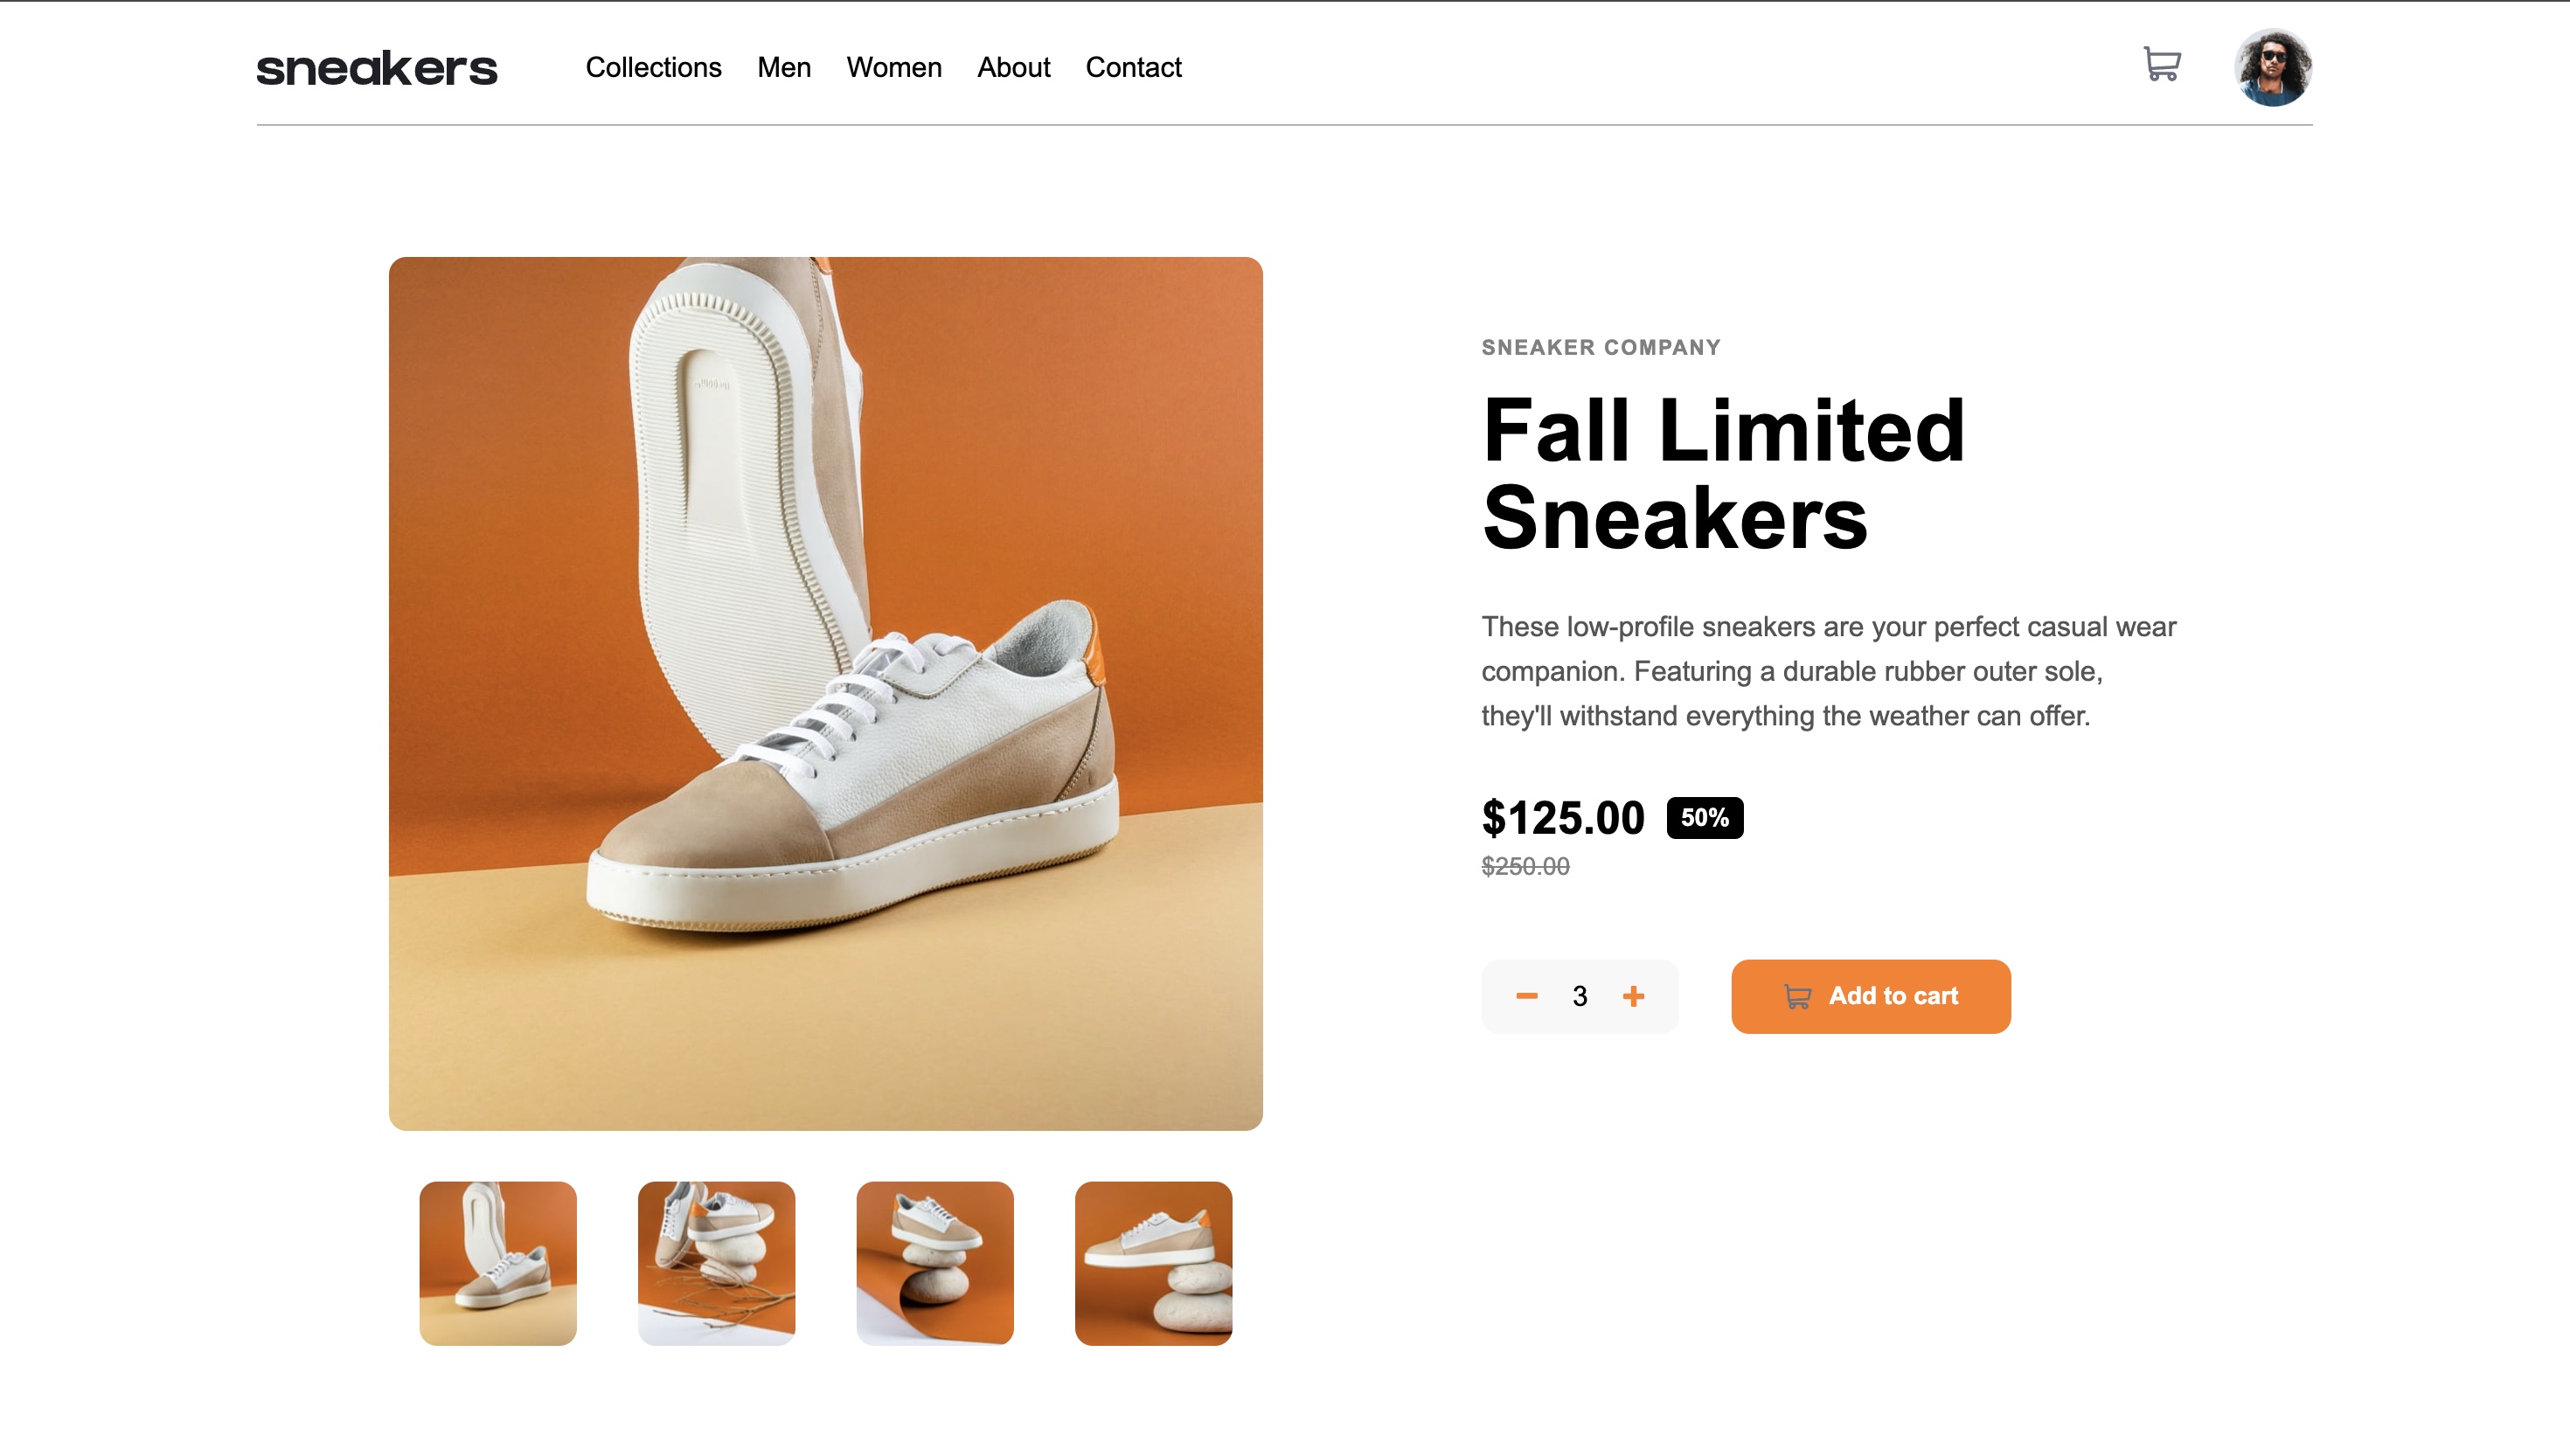 sneakers
Collections Men Women About Contact
SNEAKER COMPANY
Fall Limited
Sneakers
These low-profile sneakers are your perfect casual wear
companion. Featuring a durable rubber outer sole,
they'll withstand everything the weather can offer.
$125.00 50%
$250.00
3
Add to cart